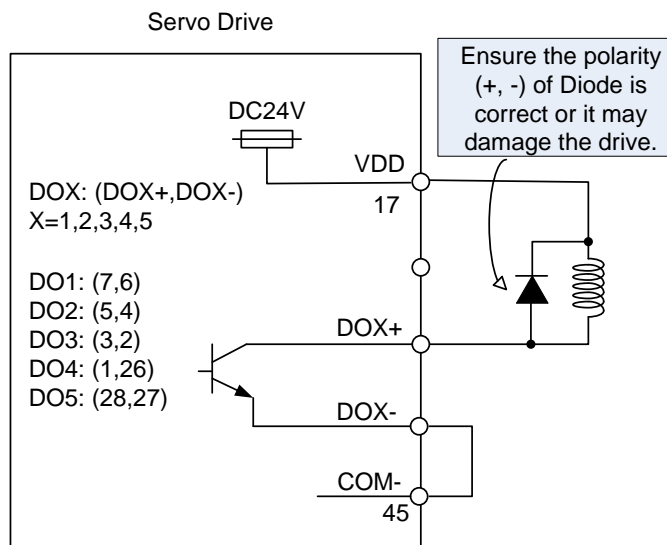 Servo Drive
Ensure the polarity
(+, -) of Diode is
correct or it may
damage the drive.
DC24V
VDD
17
DOX: (DOX+,DOX-)
X=1,2,3,4,5
DO1: (7,6)
DO2: (5,4)
DO3: (3,2)
DO4: (1,26)
DO5: (28,27)
DOX+
DOX-
COM-
45